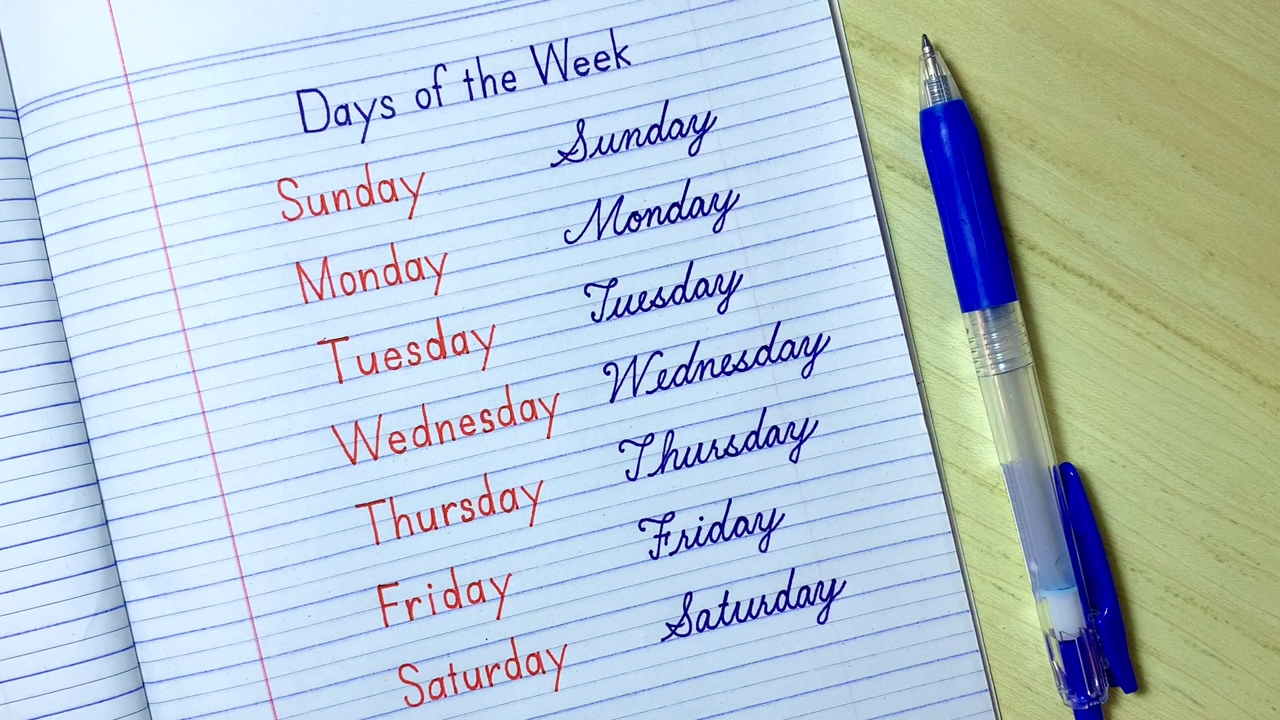 Days of the Week
Sunday Sunday
Monday Monday
Tuesday Tuesday
Wednesday Wednesday
Thursday Thursday
Friday Friday
Saturday Saturday